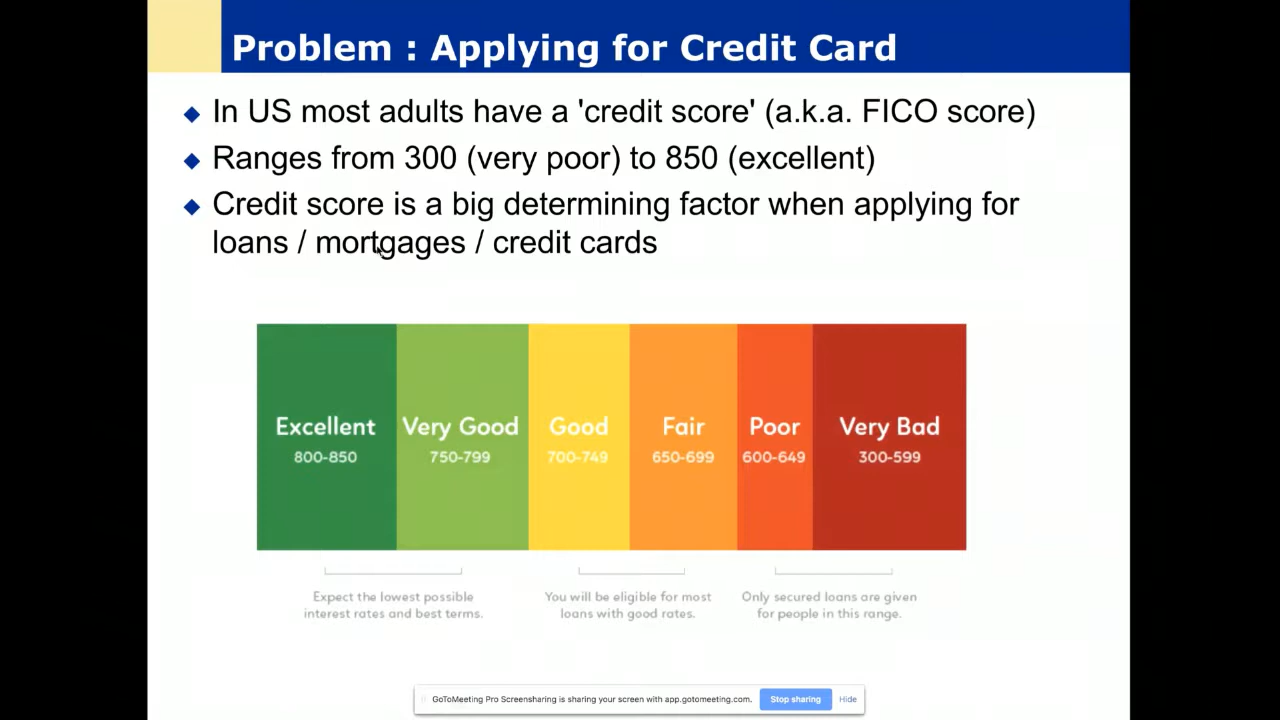 Problem : Applying for Credit Card
In US most adults have a 'credit score' (a.k.a. FICO score)
Ranges from 300 (very poor) to 850 (excellent)
Credit score is a big determining factor when applying for
loans / mortgages / credit cards
Excellent Very Good Good Fair Poor Very Bad
800-850 750-799 700-749 650-699 600-649 300-599
Expect the lowest possible You will be eligible for most Only secured loans are given
interest rates and best terms. loans with good rates. for people in this range.
GoToMeeting Pro Screensharing is sharing your screen with app.gotomeeting.com. Stop sharing Hide